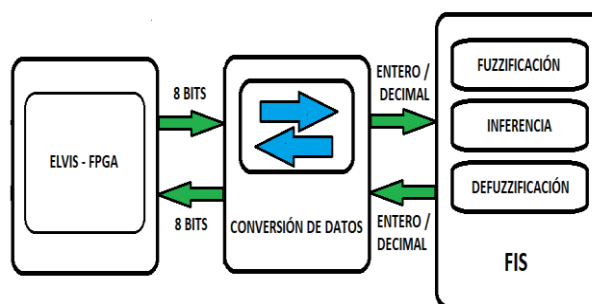 ELVIS - FPGA
8 BITS
8 BITS
CONVERSIÓN DE DATOS
ENTERO /
DECIMAL
ENTERO /
DECIMAL
FUZZIFICACIÓN
INFERENCIA
DEFUZZIFICACIÓN
FIS